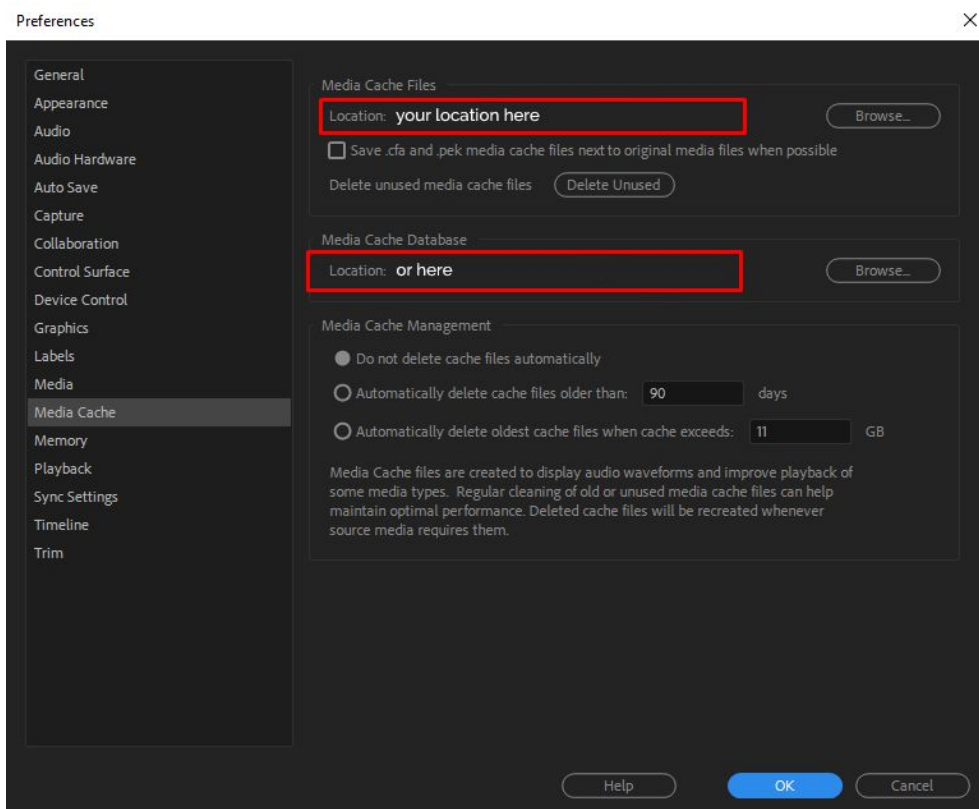 Preferences
General
Appearance
Audio
Audio Hardware
Auto Save
Capture
Collaboration
Control Surface
Device Control
Graphics
Labels
Media
Media Cache
Memory
Playback
Sync Settings
Timeline
Trim
Media Cache Files
Location: your location here
Browse...
Save .cfa and .pek media cache files next to original media files when possible
Delete unused media cache files Delete Unused
Media Cache Database
Location: or here
Browse...
Media Cache Management
Do not delete cache files automatically
Automatically delete cache files older than: 90 days
Automatically delete oldest cache files when cache exceeds: 11 GB
Media Cache files are created to display audio waveforms and improve playback of
some media types. Regular cleaning of old or unused media cache files can help
maintain optimal performance. Deleted cache files will be recreated whenever
source media requires them.
Help OK Cancel